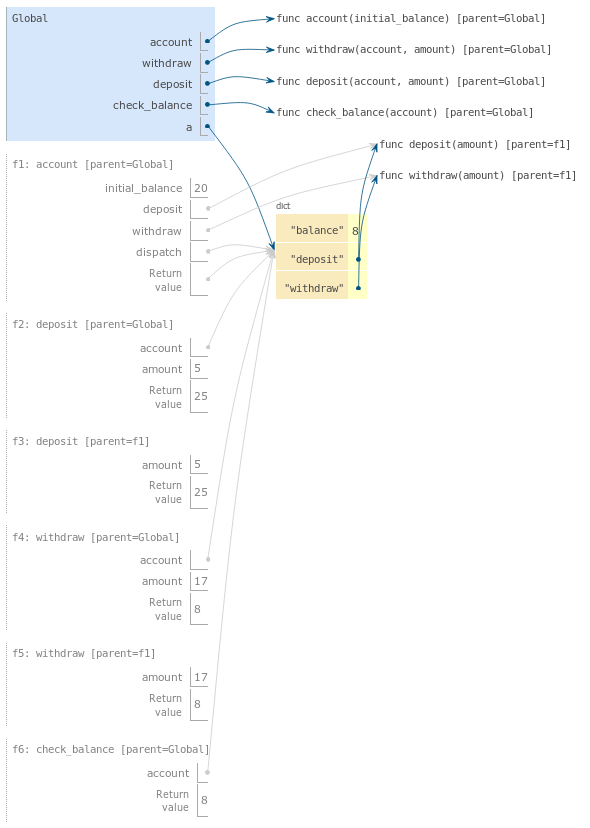 Global
account
withdraw
deposit
check_balance
a
func account(initial_balance) [parent=Global]
func withdraw(account, amount) [parent=Global]
func deposit(account, amount) [parent=Global]
func check_balance(account) [parent=Global]
func deposit(amount) [parent=f1]
func withdraw(amount) [parent=f1]
dict
"balance" 8
"deposit"
"withdraw"
f1: account [parent=Global]
initial_balance 20
deposit
withdraw
dispatch
Return
value
f2: deposit [parent=Global]
account
amount 5
Return
value 25
f3: deposit [parent=f1]
amount 5
Return
value 25
f4: withdraw [parent=Global]
account
amount 17
Return
value 8
f5: withdraw [parent=f1]
amount 17
Return
value 8
f6: check_balance [parent=Global]
account
Return
value 8